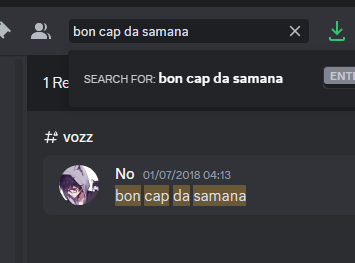 bon cap da samana
SEARCH FOR: bon cap da samana
1 Re
vozz
No 01/07/2018 04:13
bon cap da samana